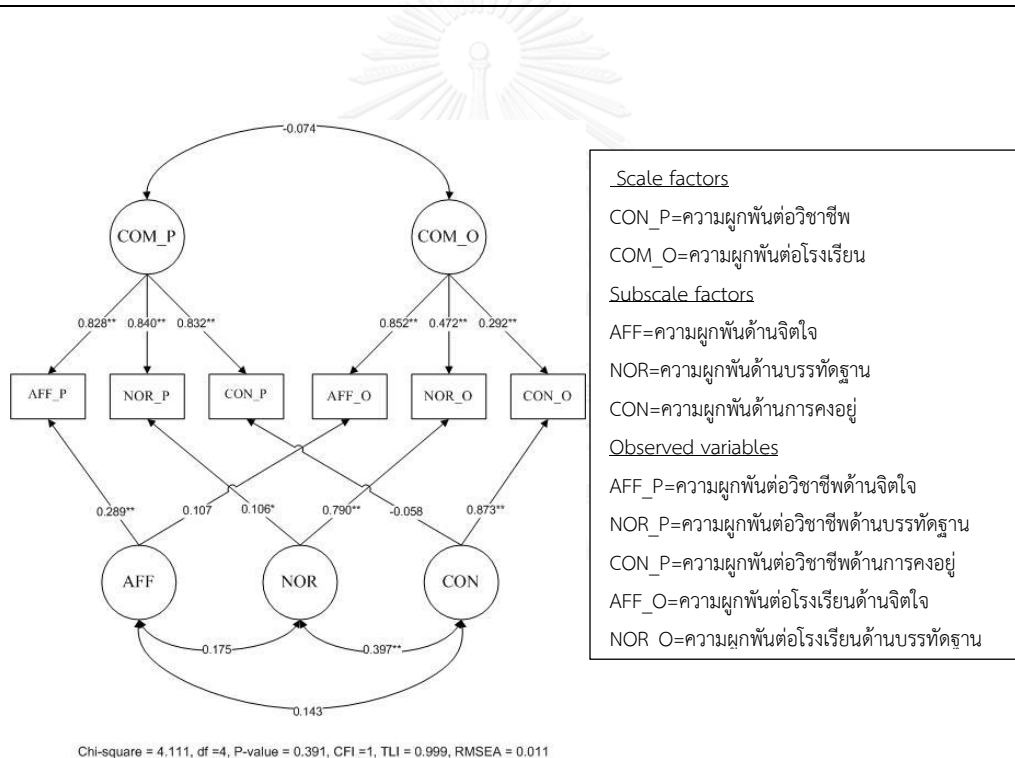 -0.074
COM_P COM_O
0.828** 0.840** 0.832** 0.852** 0.472** 0.292**
AFF_P NOR_P CON_P AFF_O NOR_O CON_O
0.289** 0.107 0.106* 0.790** -0.058 0.873**
AFF NOR CON
0.175 0.397**
0.143
Chi-square = 4.111, df =4, P-value = 0.391, CFI =1, TLI = 0.999, RMSEA = 0.011
Scale factors
CON_P=ความผูกพันต่อวิชาชีพ
COM_O=ความผูกพันต่อโรงเรียน
Subscale factors
AFF=ความผูกพันด้านจิตใจ
NOR=ความผูกพันด้านบรรทัดฐาน
CON=ความผูกพันด้านการคงอยู่
Observed variables
AFF_P=ความผูกพันต่อวิชาชีพด้านจิตใจ
NOR_P=ความผูกพันต่อวิชาชีพด้านบรรทัดฐาน
CON_P=ความผูกพันต่อวิชาชีพด้านการคงอยู่
AFF_O=ความผูกพันต่อโรงเรียนด้านจิตใจ
NOR_O=ความผูกพันต่อโรงเรียนด้านบรรทัดฐาน